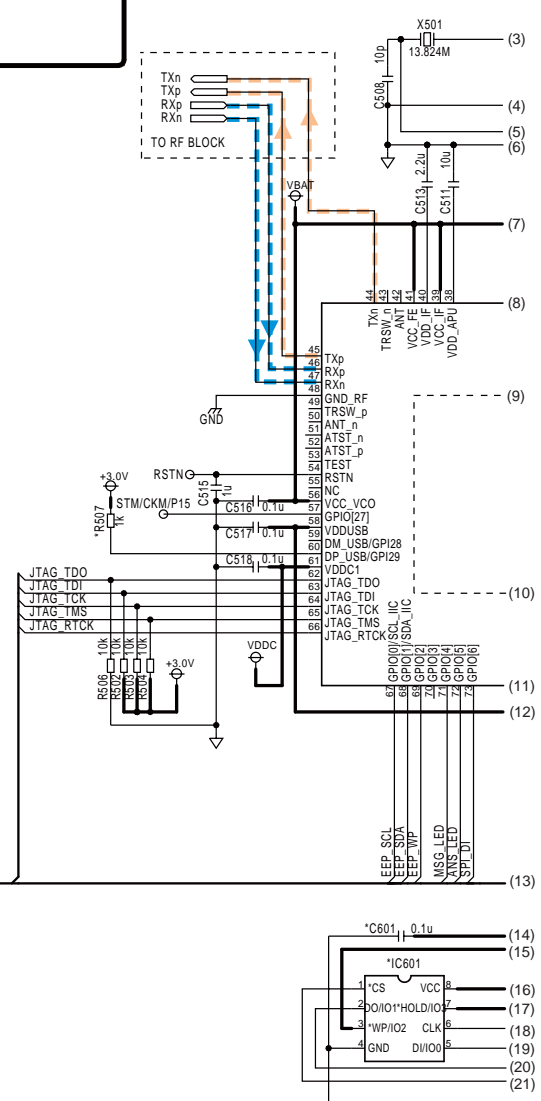 X501
13.824M
(3)
10p
C508
(4)
(5)
(6)
TXn
TXp
RXp
RXn
TO RF BLOCK
2.2u
10u
C513
C511
VBAT
(7)
44
43
42
41
40
39
38
(8)
TXn
TRSW_n
ANT
VCC_FE
VDD_IF
VCC_IF
VDD_APU
45
TXp
46
RXp
47
RXn
48
GND_RF
49
TRSW_p
50
ANT_n
51
ATST_n
52
ATST_p
53
TEST
54
RSTN
55
NC
56
VCC_VCO
57
GPIO[27]
58
VDDUSB
59
DM_USB/GPI28
60
DP_USB/GPI29
61
VDDC1
62
JTAG_TDO
63
JTAG_TDI
64
JTAG_TCK
65
JTAG_TMS
66
JTAG_RTCK
(9)
GND
RSTN
+3.0V
STM/CKM/P15
C515
1u
C516
0.1u
*R507
1k
C517
0.1u
C518
0.1u
JTAG_TDO
JTAG_TDI
JTAG_TCK
JTAG_TMS
JTAG_RTCK
(10)
10k
10k
10k
10k
R506
R502
R503
R504
+3.0V
VDDC
GPIO[0]/SCL_IIC
GPIO[1]/SDA_IIC
GPIO[2]
GPIO[3]
GPIO[4]
GPIO[5]
GPIO[6]
67
68
69
70
71
72
73
(11)
(12)
EEP_SCL
EEP_SDA
EEP_WP
MSG_LED
ANS_LED
SPI_DI
(13)
*C601
0.1u
(14)
(15)
*IC601
1
*CS
VCC
8
(16)
2
DO/IO1
*HOLD/IO3
7
(17)
3
*WP/IO2
CLK
6
(18)
4
GND
DI/IO0
5
(19)
(20)
(21)